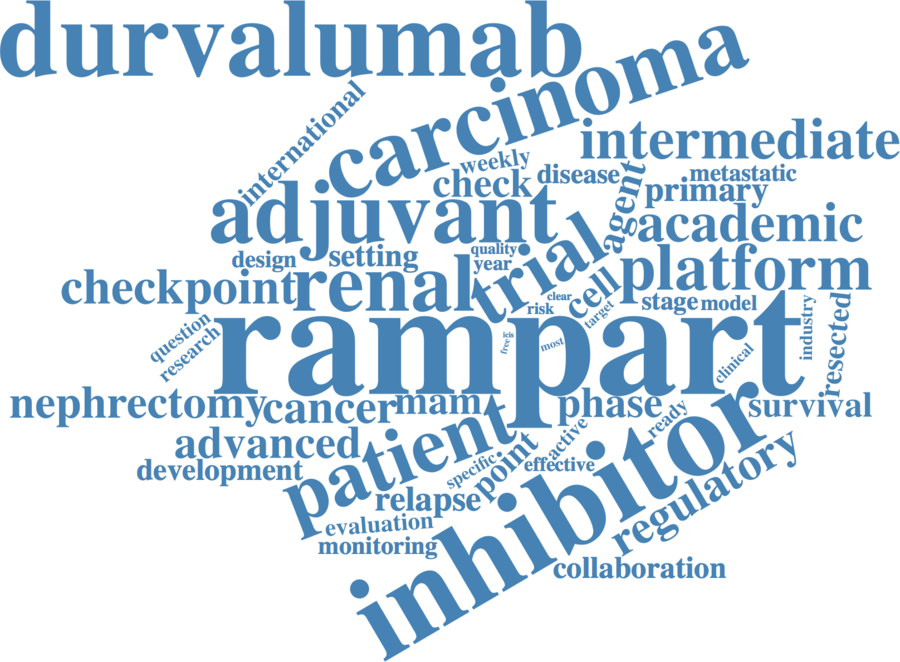 durvalumab
carcinoma
international
intermediate
weekly
check
disease
metastatic
primary
agent
adjuvant
academic
quality
design
setting
year
trial
platform
checkpoint
renal
cell
clear
risk
target
stage
model
industry
resected
question
research
rampart
icis
free
most
clinical
nephrectomy
cancer
mam
phase
ready
survival
advanced
patient
active
development
specific
point
effective
inhibitor
regulatory
relapse
evaluation
monitoring
collaboration